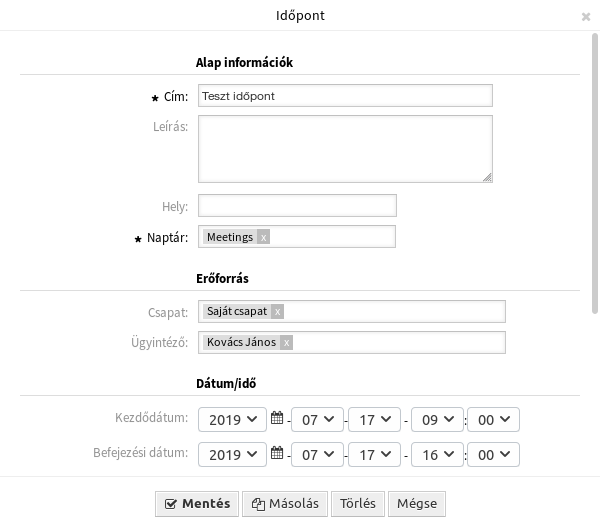 Időpont ×
Alap információk
★ Cím: Teszt időpont
Leírás:
Hely:
★ Naptár: Meetings x
Erőforrás
Csapat: Saját csapat x
Ügyintéző: Kovács János x
Dátum/idő
Kezdődátum: 2019 - 07 - 17 - 09 : 00
Befejezési dátum: 2019 - 07 - 17 - 16 : 00
Mentés Másolás Törlés Mégse